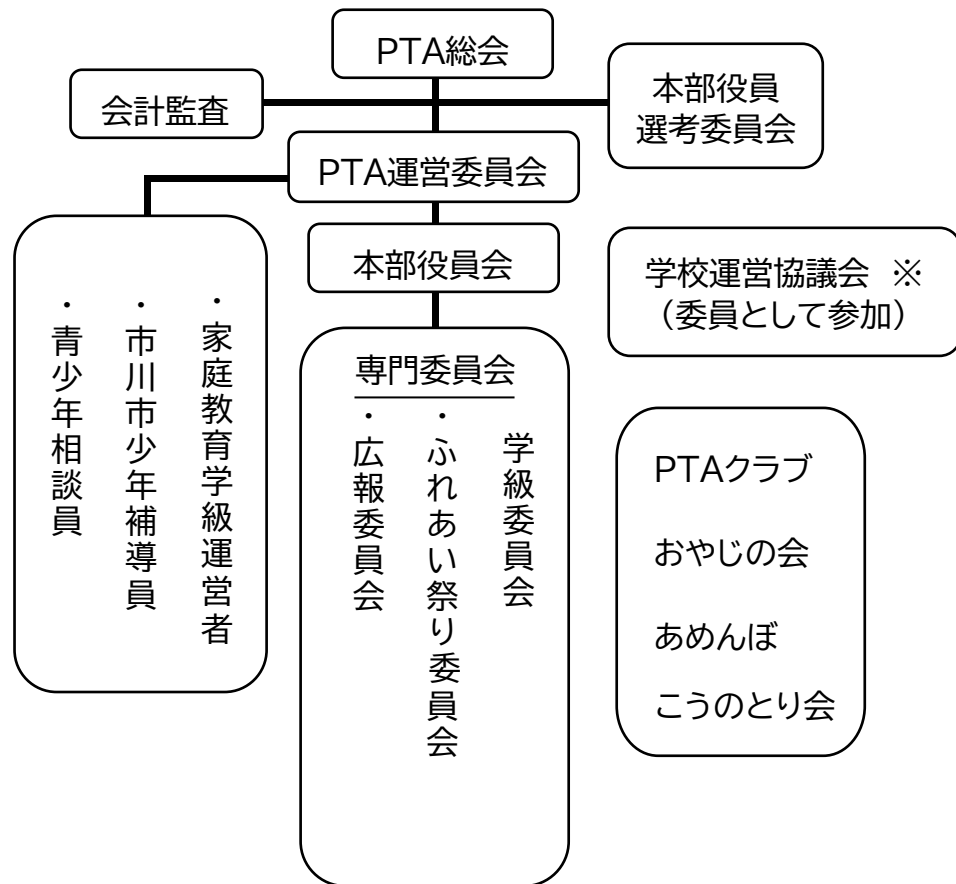 PTA総会
会計監査
本部役員
選考委員会
PTA運営委員会
本部役員会
学校運営協議会 ※
（委員として参加）
・家庭教育学級運営者
・市川市少年補導員
・青少年相談員
専門委員会
学級委員会
・ふれあい祭り委員会
・広報委員会
PTAクラブ
おやじの会
あめんぼ
こうのとり会